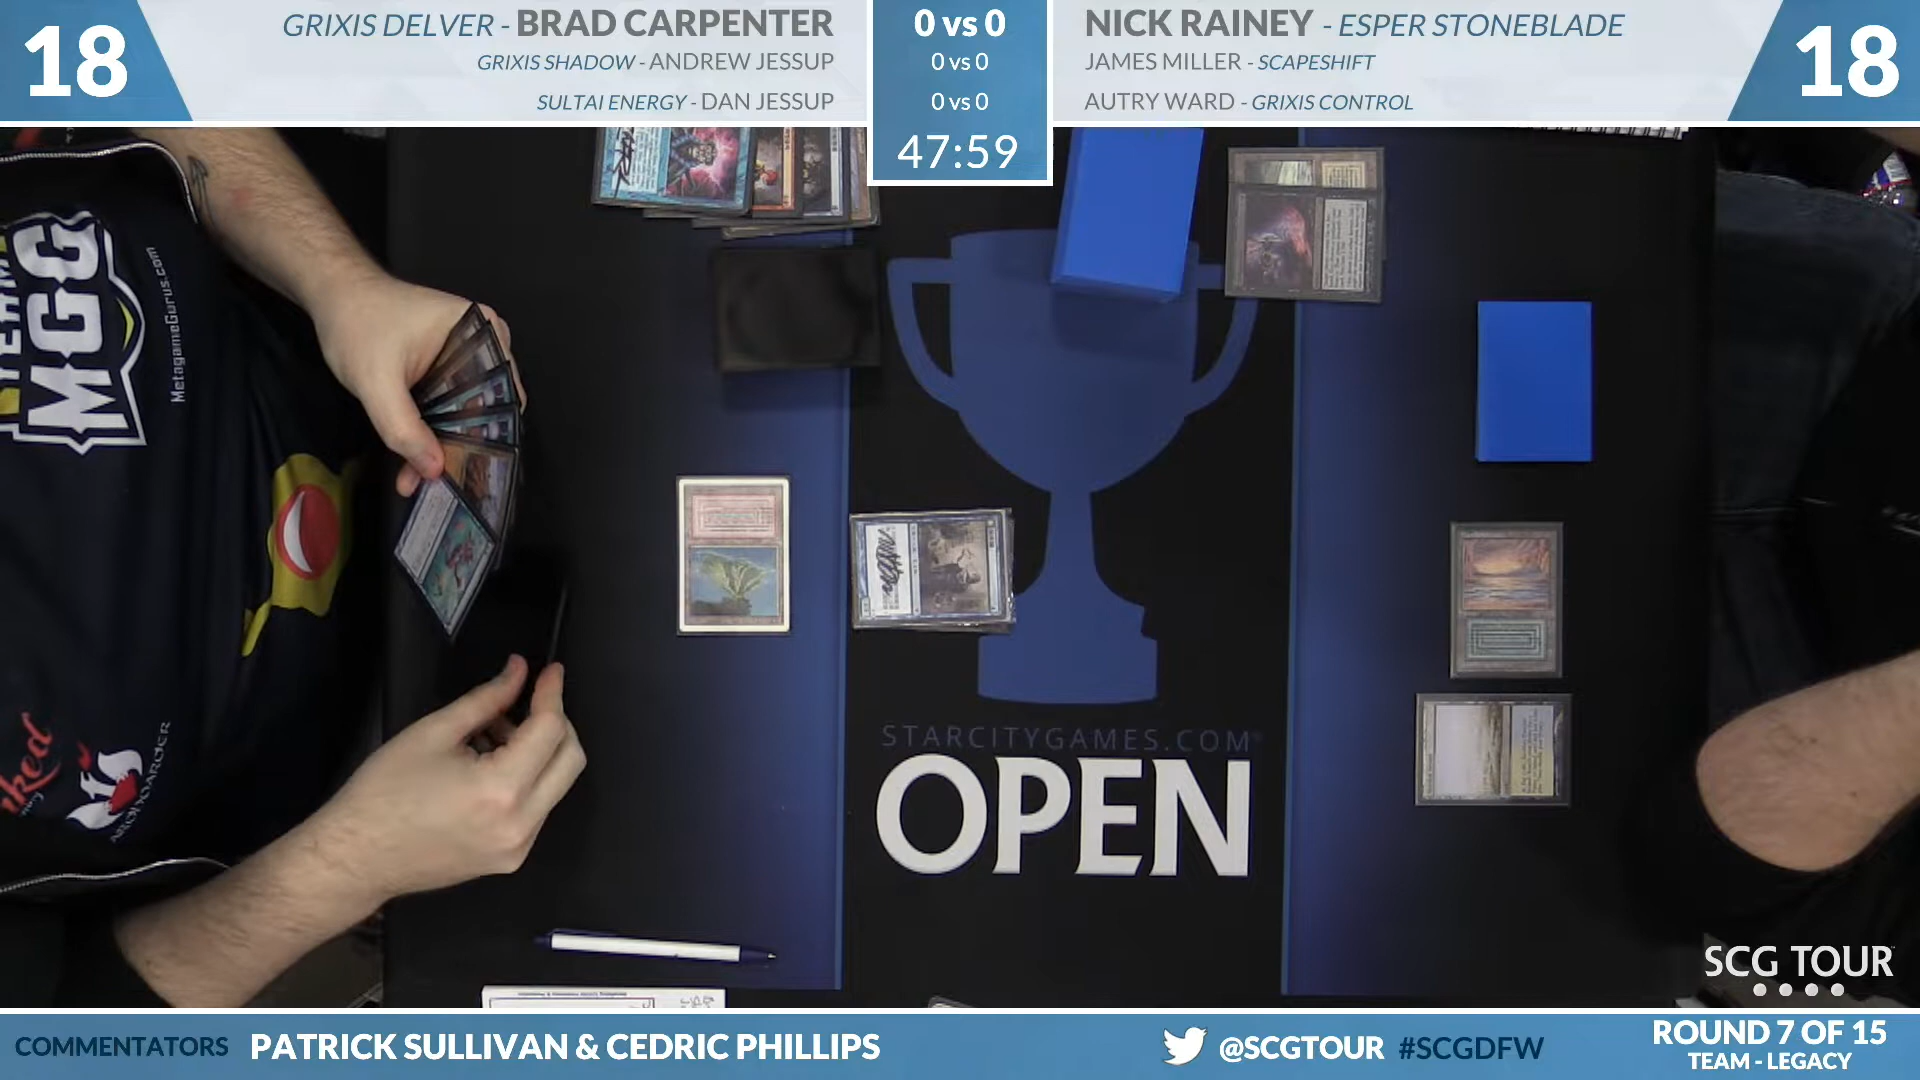 18
GRIXIS DELVER - BRAD CARPENTER
GRIXIS SHADOW - ANDREW JESSUP
SULTAI ENERGY - DAN JESSUP
0 vs 0
0 vs 0
0 vs 0
47:59
NICK RAINEY - ESPER STONEBLADE
JAMES MILLER - SCAPESHIFT
AUTRY WARD - GRIXIS CONTROL
18
TEAM
MGG
MetagameGurus.com
STARCITYGAMES.COM
OPEN
SCG TOUR
COMMENTATORS PATRICK SULLIVAN & CEDRIC PHILLIPS
@SCGTOUR #SCGDFW
ROUND 7 OF 15
TEAM - LEGACY